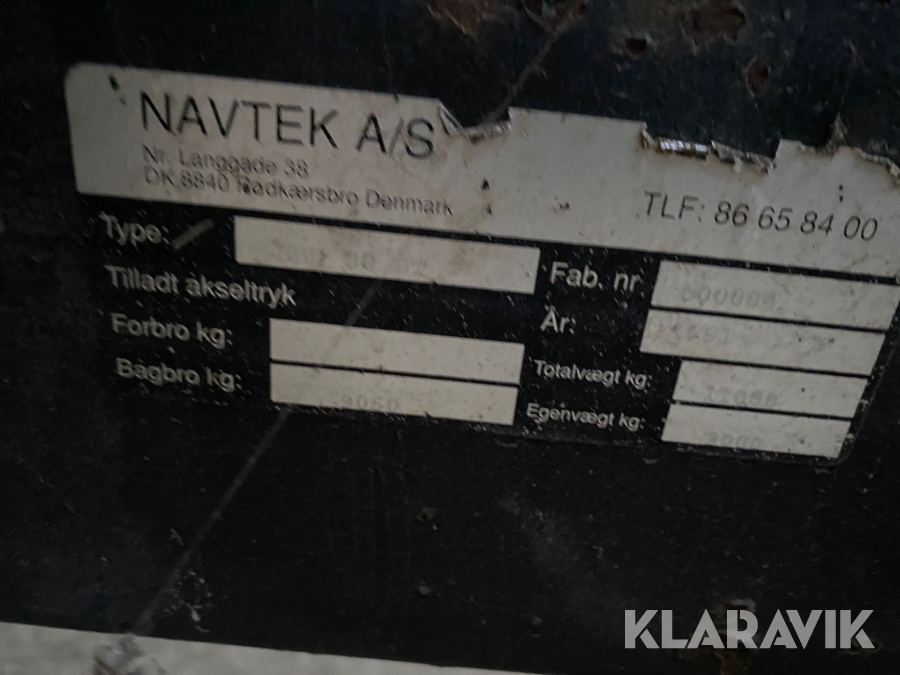 NAVTEK A/S
Nr. Langgade 38
DK 8840 Rødkærsbro Denmark
TLF: 86 65 84 00
Type:
Fab. nr
Tilladt akseltryk
År:
Forbro kg:
Totalvægt kg:
Bagbro kg: 9050
Egenvægt kg:
KLARAVIK